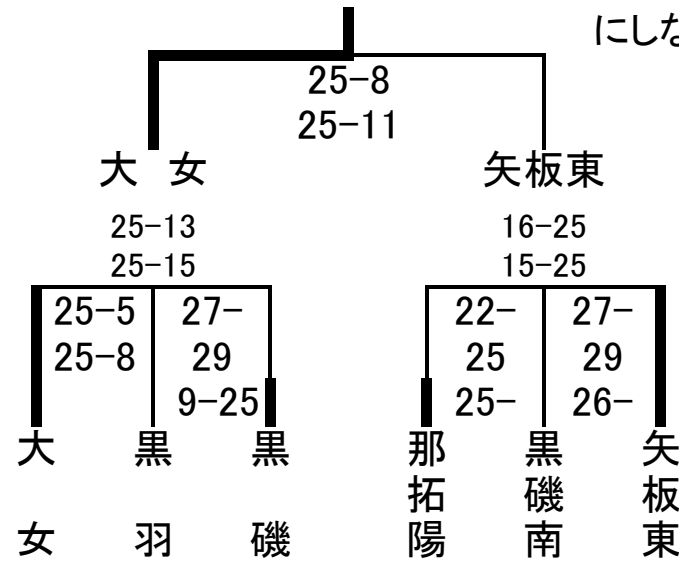 にしな
25-8
25-11
大 女
矢板東
25-13
25-15
16-25
15-25
25-5
25-8
27-
29
9-25
22-
25
25-
27-
29
26-
大女
黒羽
黒磯
那拓陽
黒磯南
矢板東